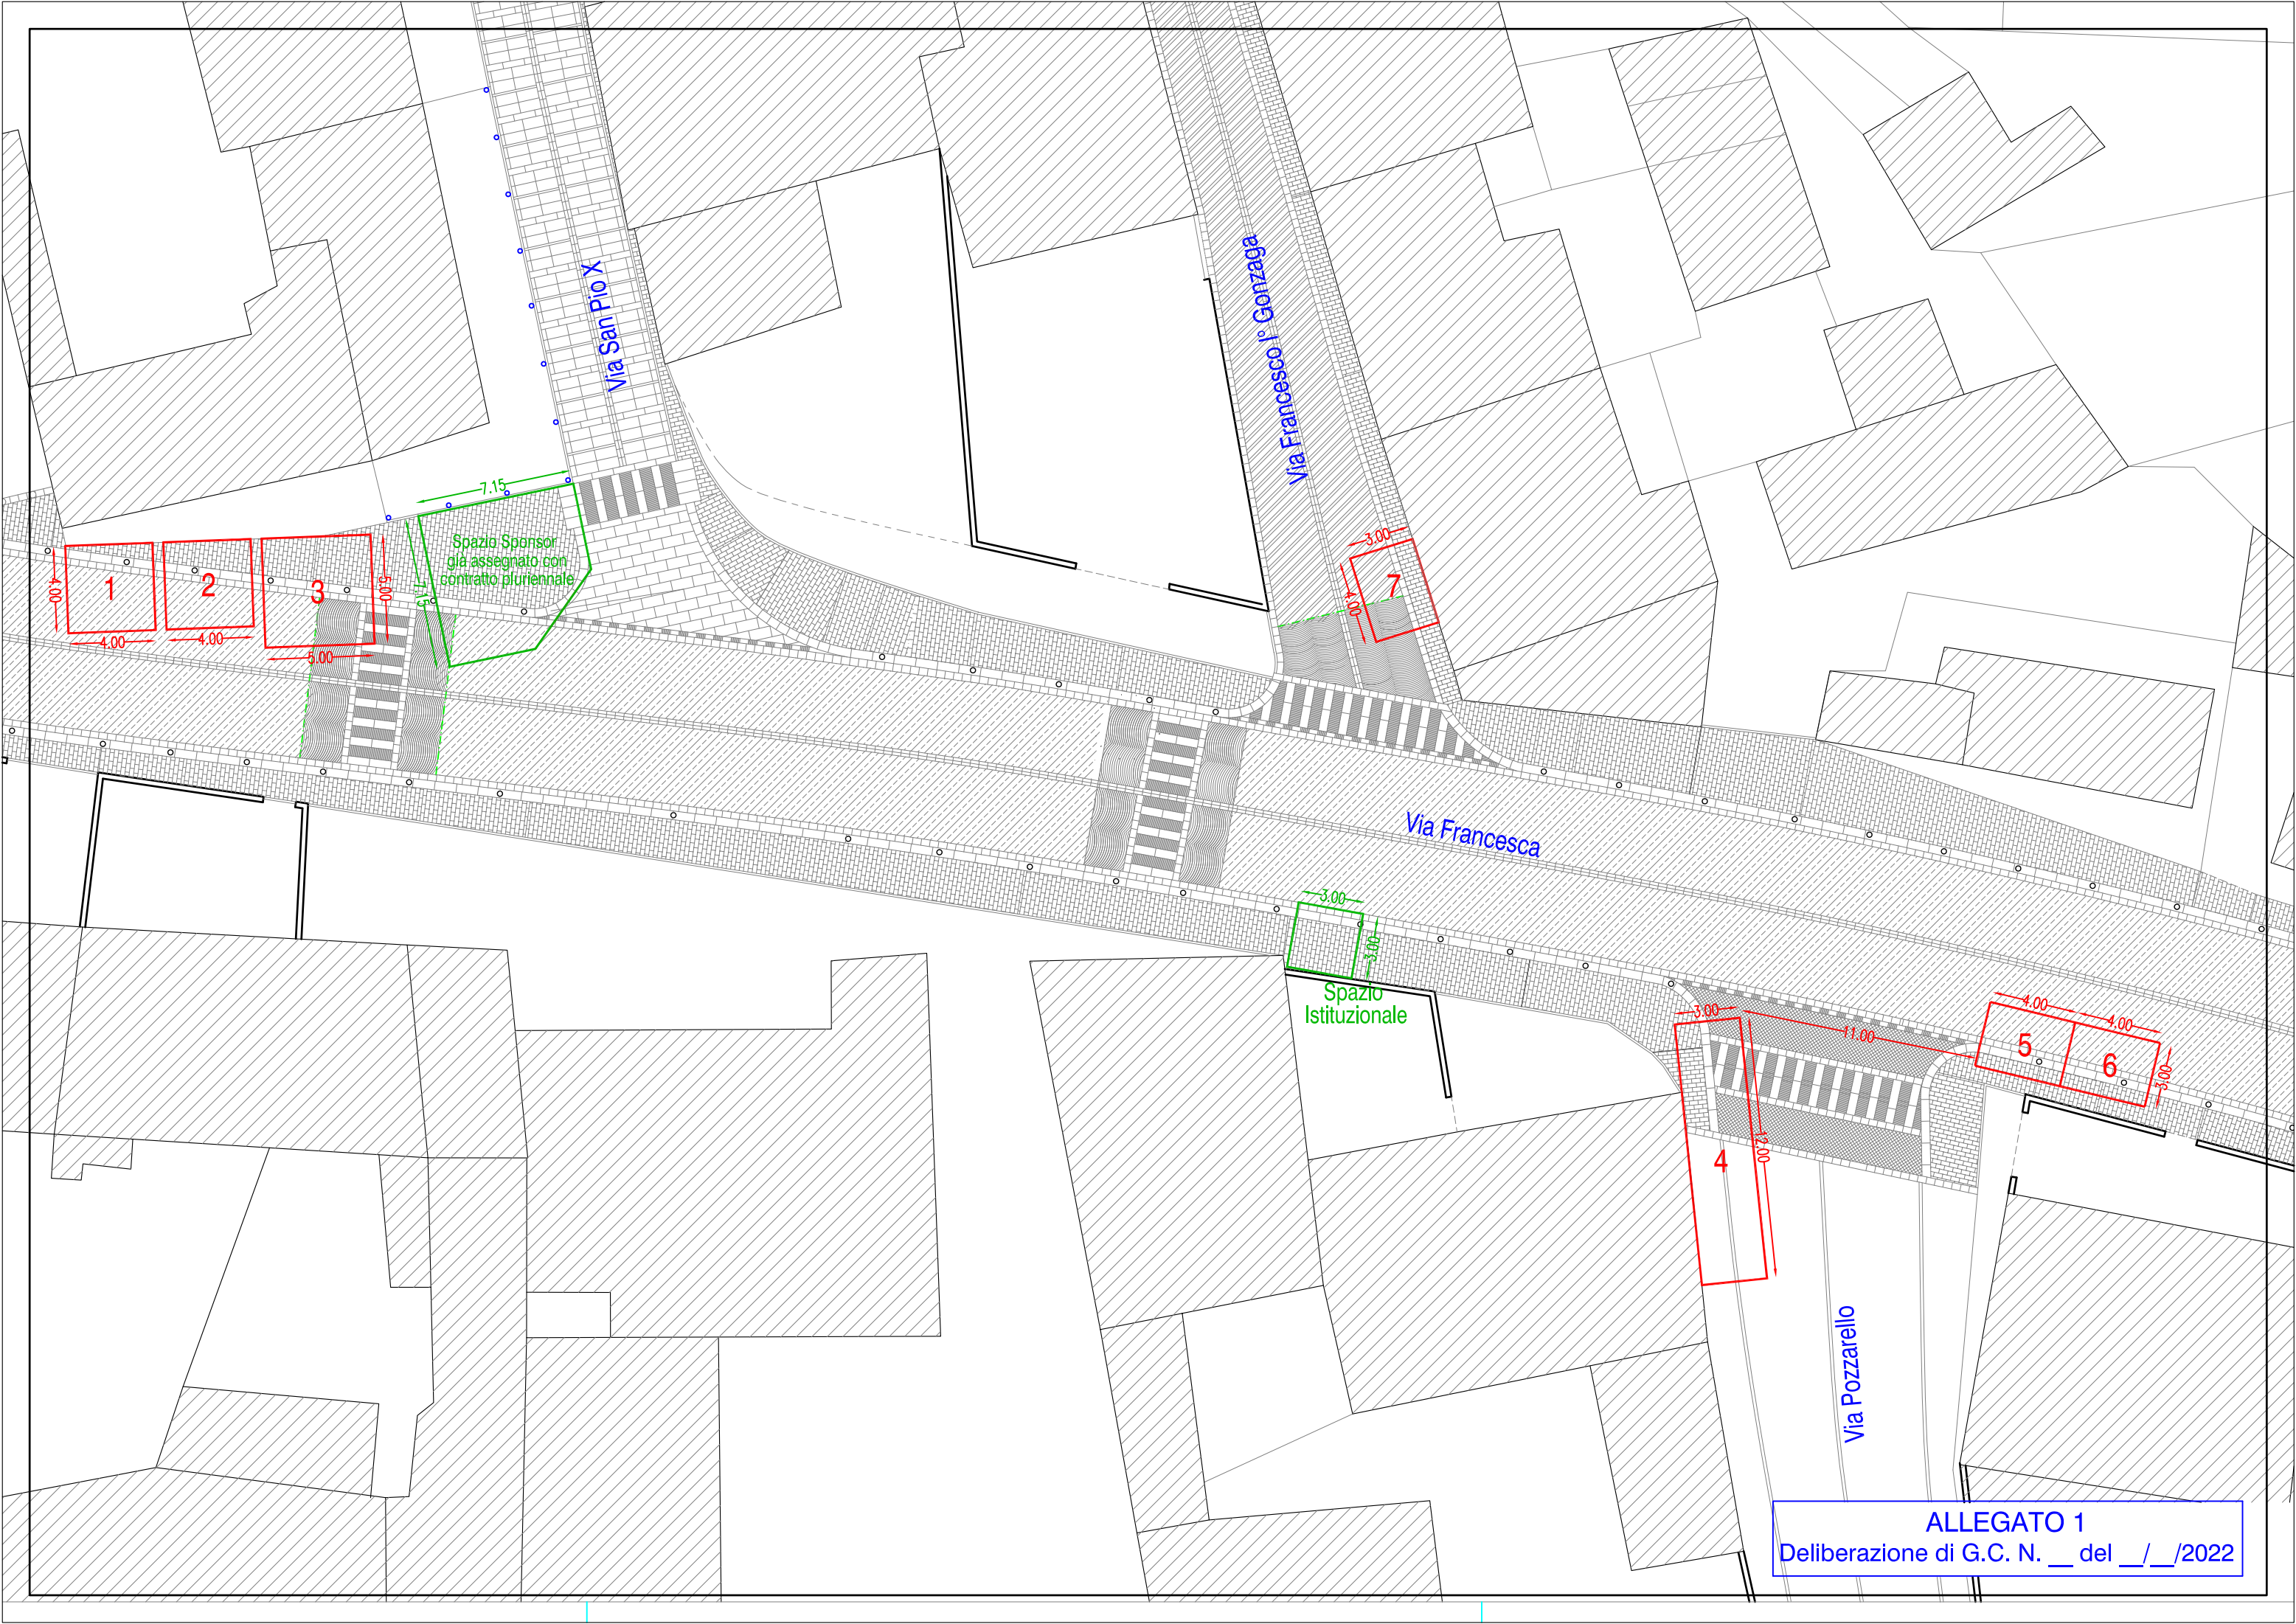 Via San Pio X
Via Francesco I° Gonzaga
7.15
7.15
Spazio Sponsor
già assegnato con
contratto pluriennale
1
2
3
4.00
4.00
4.00
5.00
5.00
3.00
4.00
7
Via Francesca
3.00
3.00
Spazio
Istituzionale
3.00
11.00
12.00
4
4.00
4.00
5
6
3.00
Via Pozzarello
ALLEGATO 1
Deliberazione di G.C. N. __ del __/__/2022